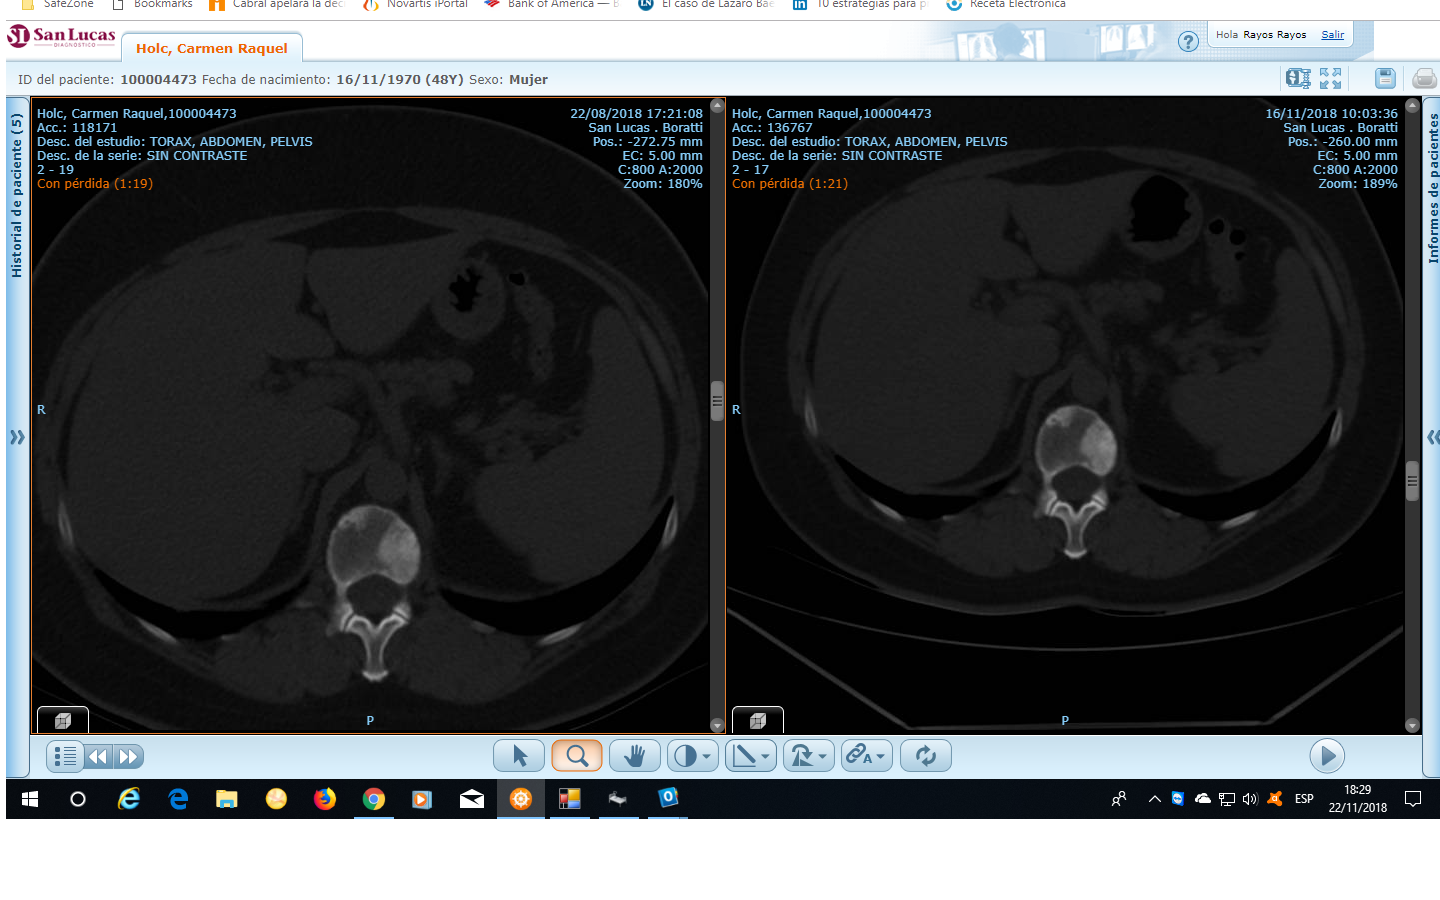 SafeZone Bookmarks Cabral apelará la dec Novartis iPortal Bank of America — B El caso de Lázaro Bae 10 estrategias para p Receta Electrónica
San Lucas
DIAGNÓSTICO
Holc, Carmen Raquel
? Hola Rayos Rayos Salir
ID del paciente: 100004473 Fecha de nacimiento: 16/11/1970 (48Y) Sexo: Mujer
Historial de paciente (5)
Holc, Carmen Raquel,100004473
Acc.: 118171
Desc. del estudio: TORAX, ABDOMEN, PELVIS
Desc. de la serie: SIN CONTRASTE
2 - 19
Con pérdida (1:19)
22/08/2018 17:21:08
San Lucas . Boratti
Pos.: -272.75 mm
EC: 5.00 mm
C:800 A:2000
Zoom: 180%
R
P
Holc, Carmen Raquel,100004473
Acc.: 136767
Desc. del estudio: TORAX, ABDOMEN, PELVIS
Desc. de la serie: SIN CONTRASTE
2 - 17
Con pérdida (1:21)
16/11/2018 10:03:36
San Lucas . Boratti
Pos.: -260.00 mm
EC: 5.00 mm
C:800 A:2000
Zoom: 189%
R
P
Informes de pacientes
A
ESP
18:29
22/11/2018